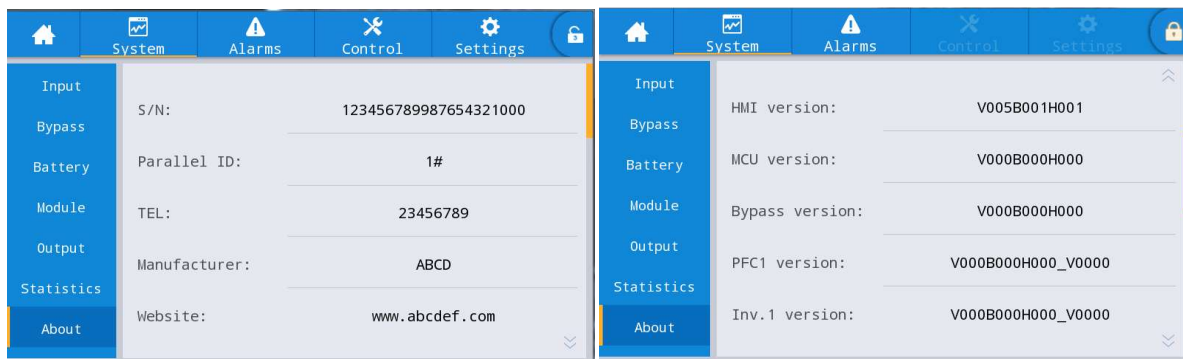 System Alarms Control Settings
Input
Bypass
Battery
Module
Output
Statistics
About
S/N: 123456789987654321000
Parallel ID: 1#
TEL: 23456789
Manufacturer: ABCD
Website: www.abcdef.com
System Alarms Control Settings
Input
Bypass
Battery
Module
Output
Statistics
About
HMI version: V005B001H001
MCU version: V000B000H000
Bypass version: V000B000H000
PFC1 version: V000B000H000_V0000
Inv.1 version: V000B000H000_V0000